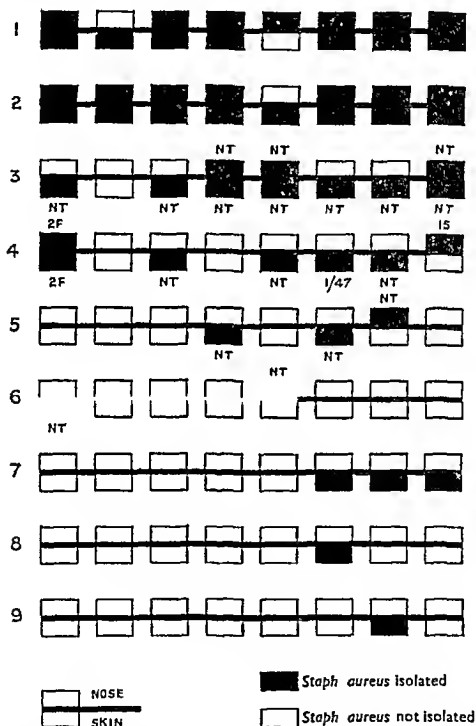 1
2
NT NT NT
3
NT NT NT NT NT NT NT
2F 15
4
2F NT NT 1/47 NT
NT
5
NT NT
NT
6
NT
7
8
9
NOSE
SKIN
Staph aureus isolated
Staph aureus not isolated